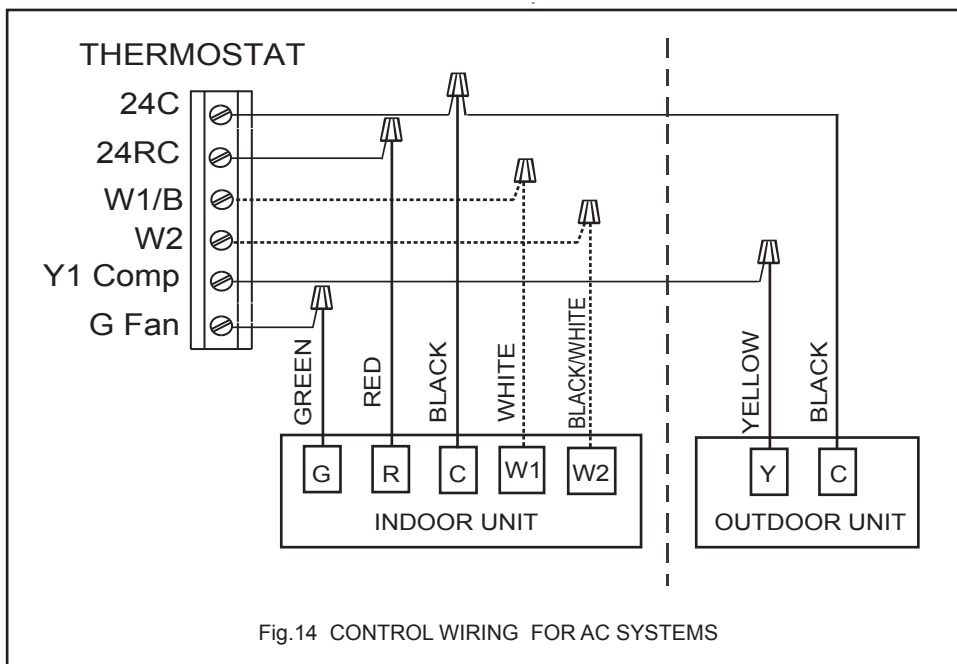 THERMOSTAT
24C
24RC
W1/B
W2
Y1 Comp
G Fan
GREEN
RED
BLACK
WHITE
BLACK/WHITE
YELLOW
BLACK
G R C W1 W2
Y C
INDOOR UNIT
OUTDOOR UNIT
Fig.14 CONTROL WIRING FOR AC SYSTEMS